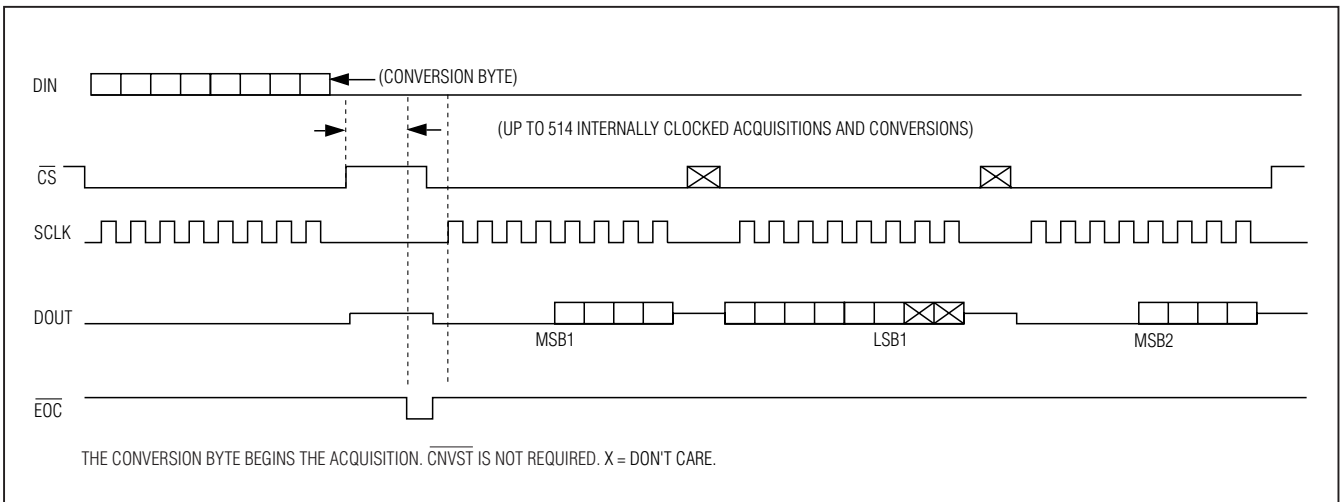 DIN
(CONVERSION BYTE)
(UP TO 514 INTERNALLY CLOCKED ACQUISITIONS AND CONVERSIONS)
CS
SCLK
DOUT
MSB1
LSB1
MSB2
EOC
THE CONVERSION BYTE BEGINS THE ACQUISITION. CNVST IS NOT REQUIRED. X = DON'T CARE.